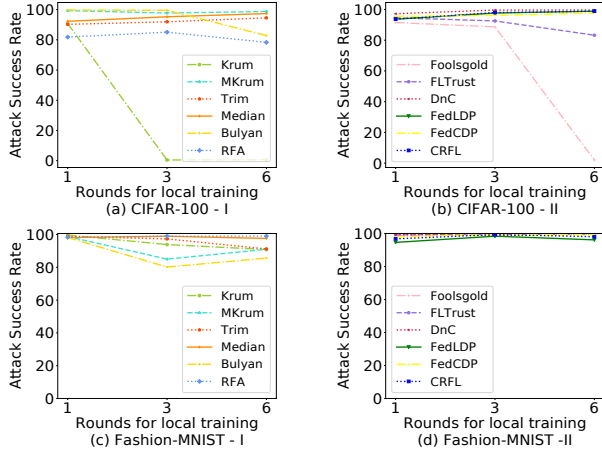 Attack Success Rate
100
80
60
40
20
0
Krum
MKrum
Trim
Median
Bulyan
RFA
1 3 6
Rounds for local training
(a) CIFAR-100 - I
Attack Success Rate
100
80
60
40
20
0
Foolsgold
FLTrust
DnC
FedLDP
FedCDP
CRFL
1 3 6
Rounds for local training
(b) CIFAR-100 - II
Attack Success Rate
100
80
60
40
20
0
Krum
MKrum
Trim
Median
Bulyan
RFA
1 3 6
Rounds for local training
(c) Fashion-MNIST - I
Attack Success Rate
100
80
60
40
20
0
Foolsgold
FLTrust
DnC
FedLDP
FedCDP
CRFL
1 3 6
Rounds for local training
(d) Fashion-MNIST -II